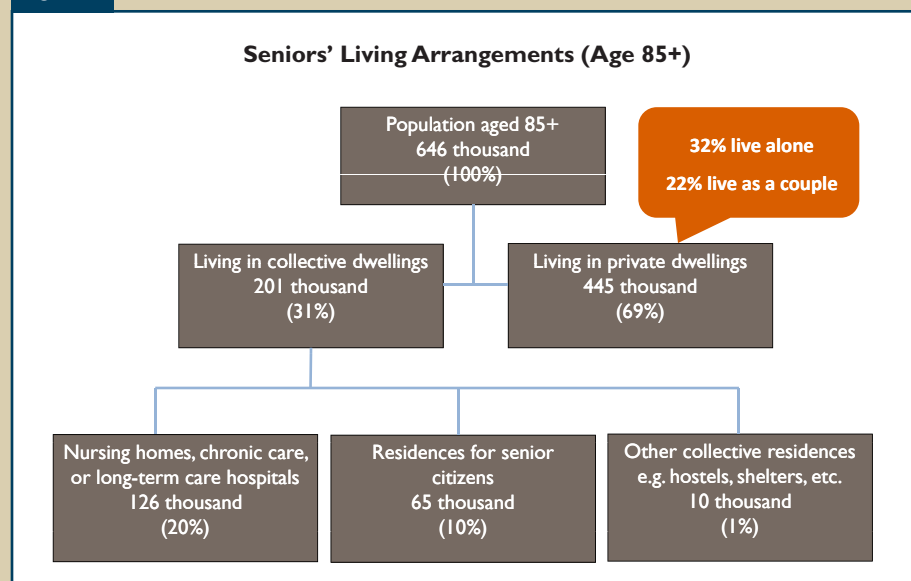 Seniors’ Living Arrangements (Age 85+)
Population aged 85+
646 thousand
(100%)
32% live alone
22% live as a couple
Living in collective dwellings
201 thousand
(31%)
Living in private dwellings
445 thousand
(69%)
Nursing homes, chronic care,
or long-term care hospitals
126 thousand
(20%)
Residences for senior
citizens
65 thousand
(10%)
Other collective residences
e.g. hostels, shelters, etc.
10 thousand
(1%)